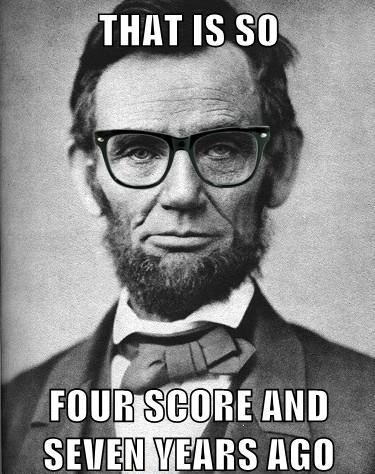 THAT IS SO
FOUR SCORE AND
SEVEN YEARS AGO